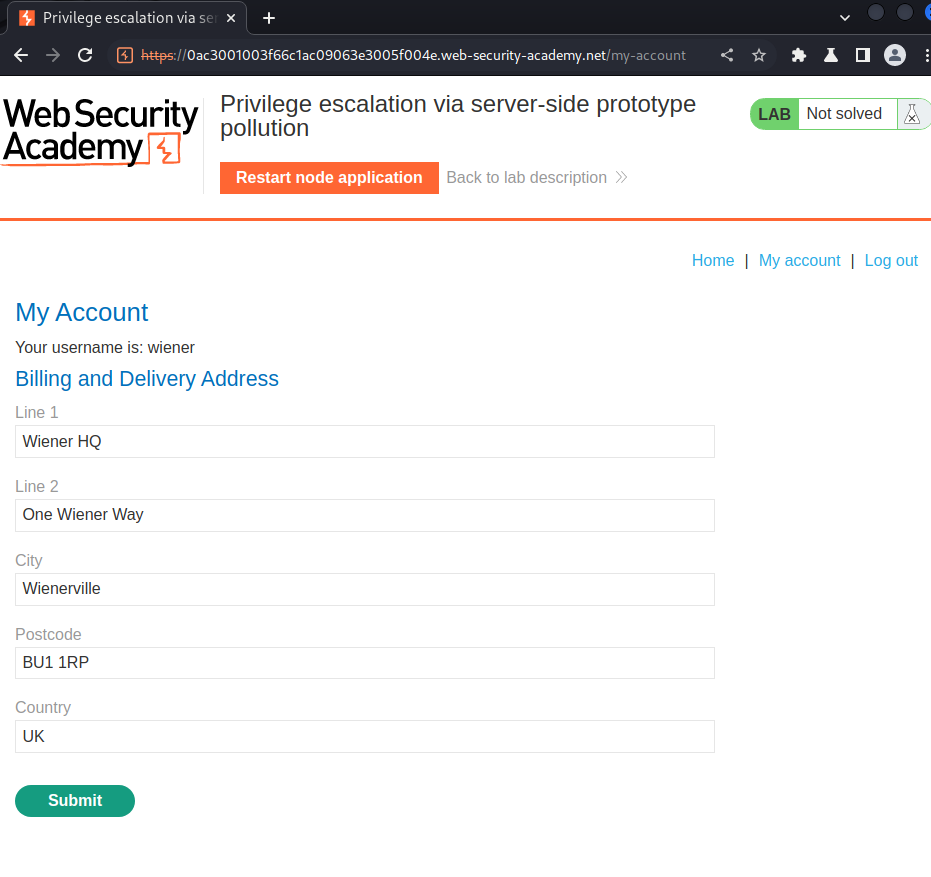 Privilege escalation via ser
https://0ac3001003f66c1ac09063e3005f004e.web-security-academy.net/my-account
Web Security
Academy
Privilege escalation via server-side prototype
pollution
LAB Not solved
Restart node application Back to lab description
Home | My account | Log out
My Account
Your username is: wiener
Billing and Delivery Address
Line 1
Wiener HQ
Line 2
One Wiener Way
City
Wienerville
Postcode
BU1 1RP
Country
UK
Submit